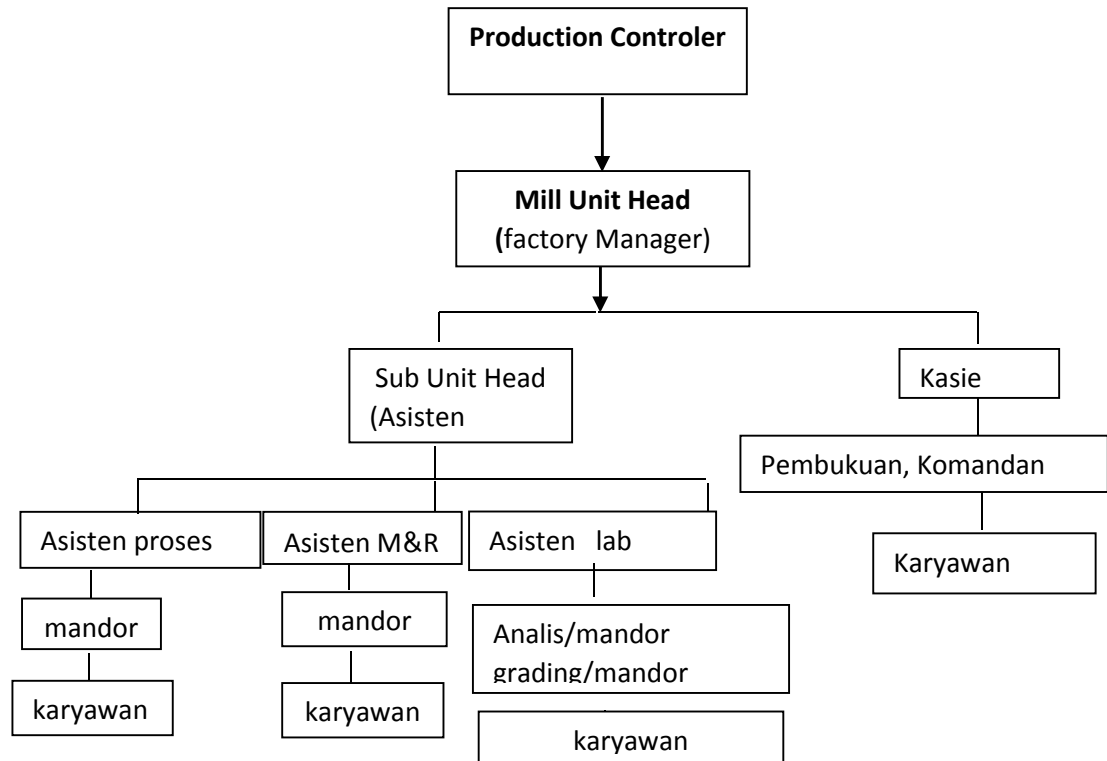 Production Controler
Mill Unit Head
(factory Manager)
Sub Unit Head
(Asisten
Kasie
Pembukuan, Komandan
Karyawan
Asisten proses
Asisten M&R
Asisten lab
mandor
mandor
Analis/mandor
grading/mandor
karyawan
karyawan
karyawan